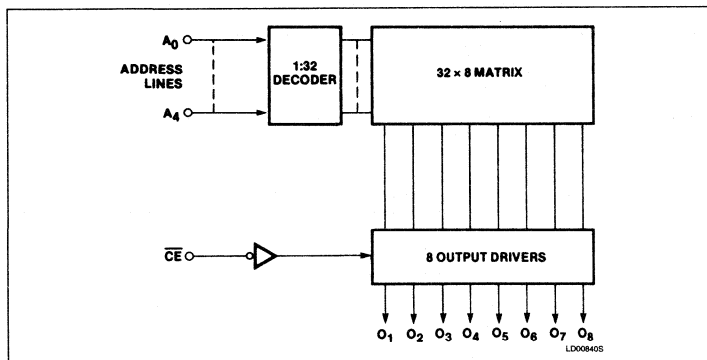 A0
ADDRESS
LINES
A4
1:32
DECODER
32 × 8 MATRIX
CE
8 OUTPUT DRIVERS
O1 O2 O3 O4 O5 O6 O7 O8
LD00840S